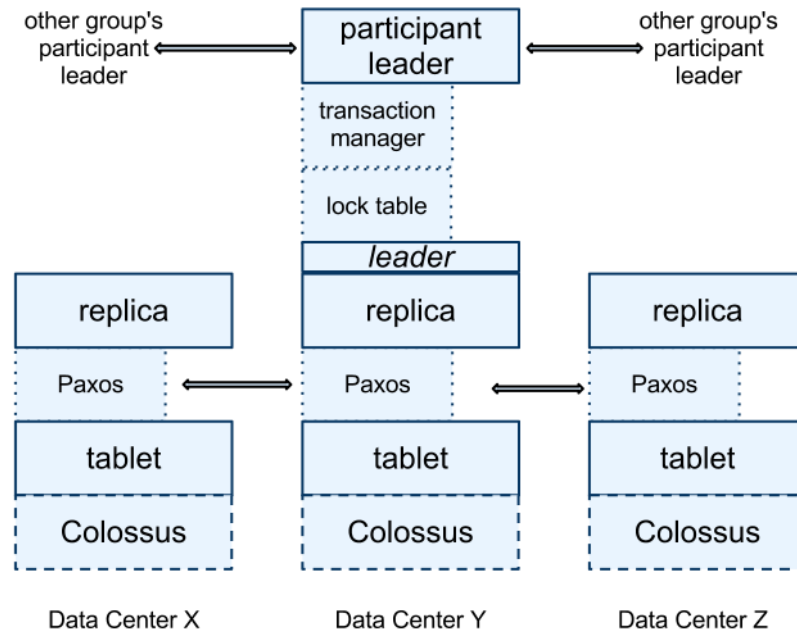 other group's
participant
leader
participant
leader
other group's
participant
leader
transaction
manager
lock table
leader
replica
replica
replica
Paxos
Paxos
Paxos
tablet
tablet
tablet
Colossus
Colossus
Colossus
Data Center X
Data Center Y
Data Center Z